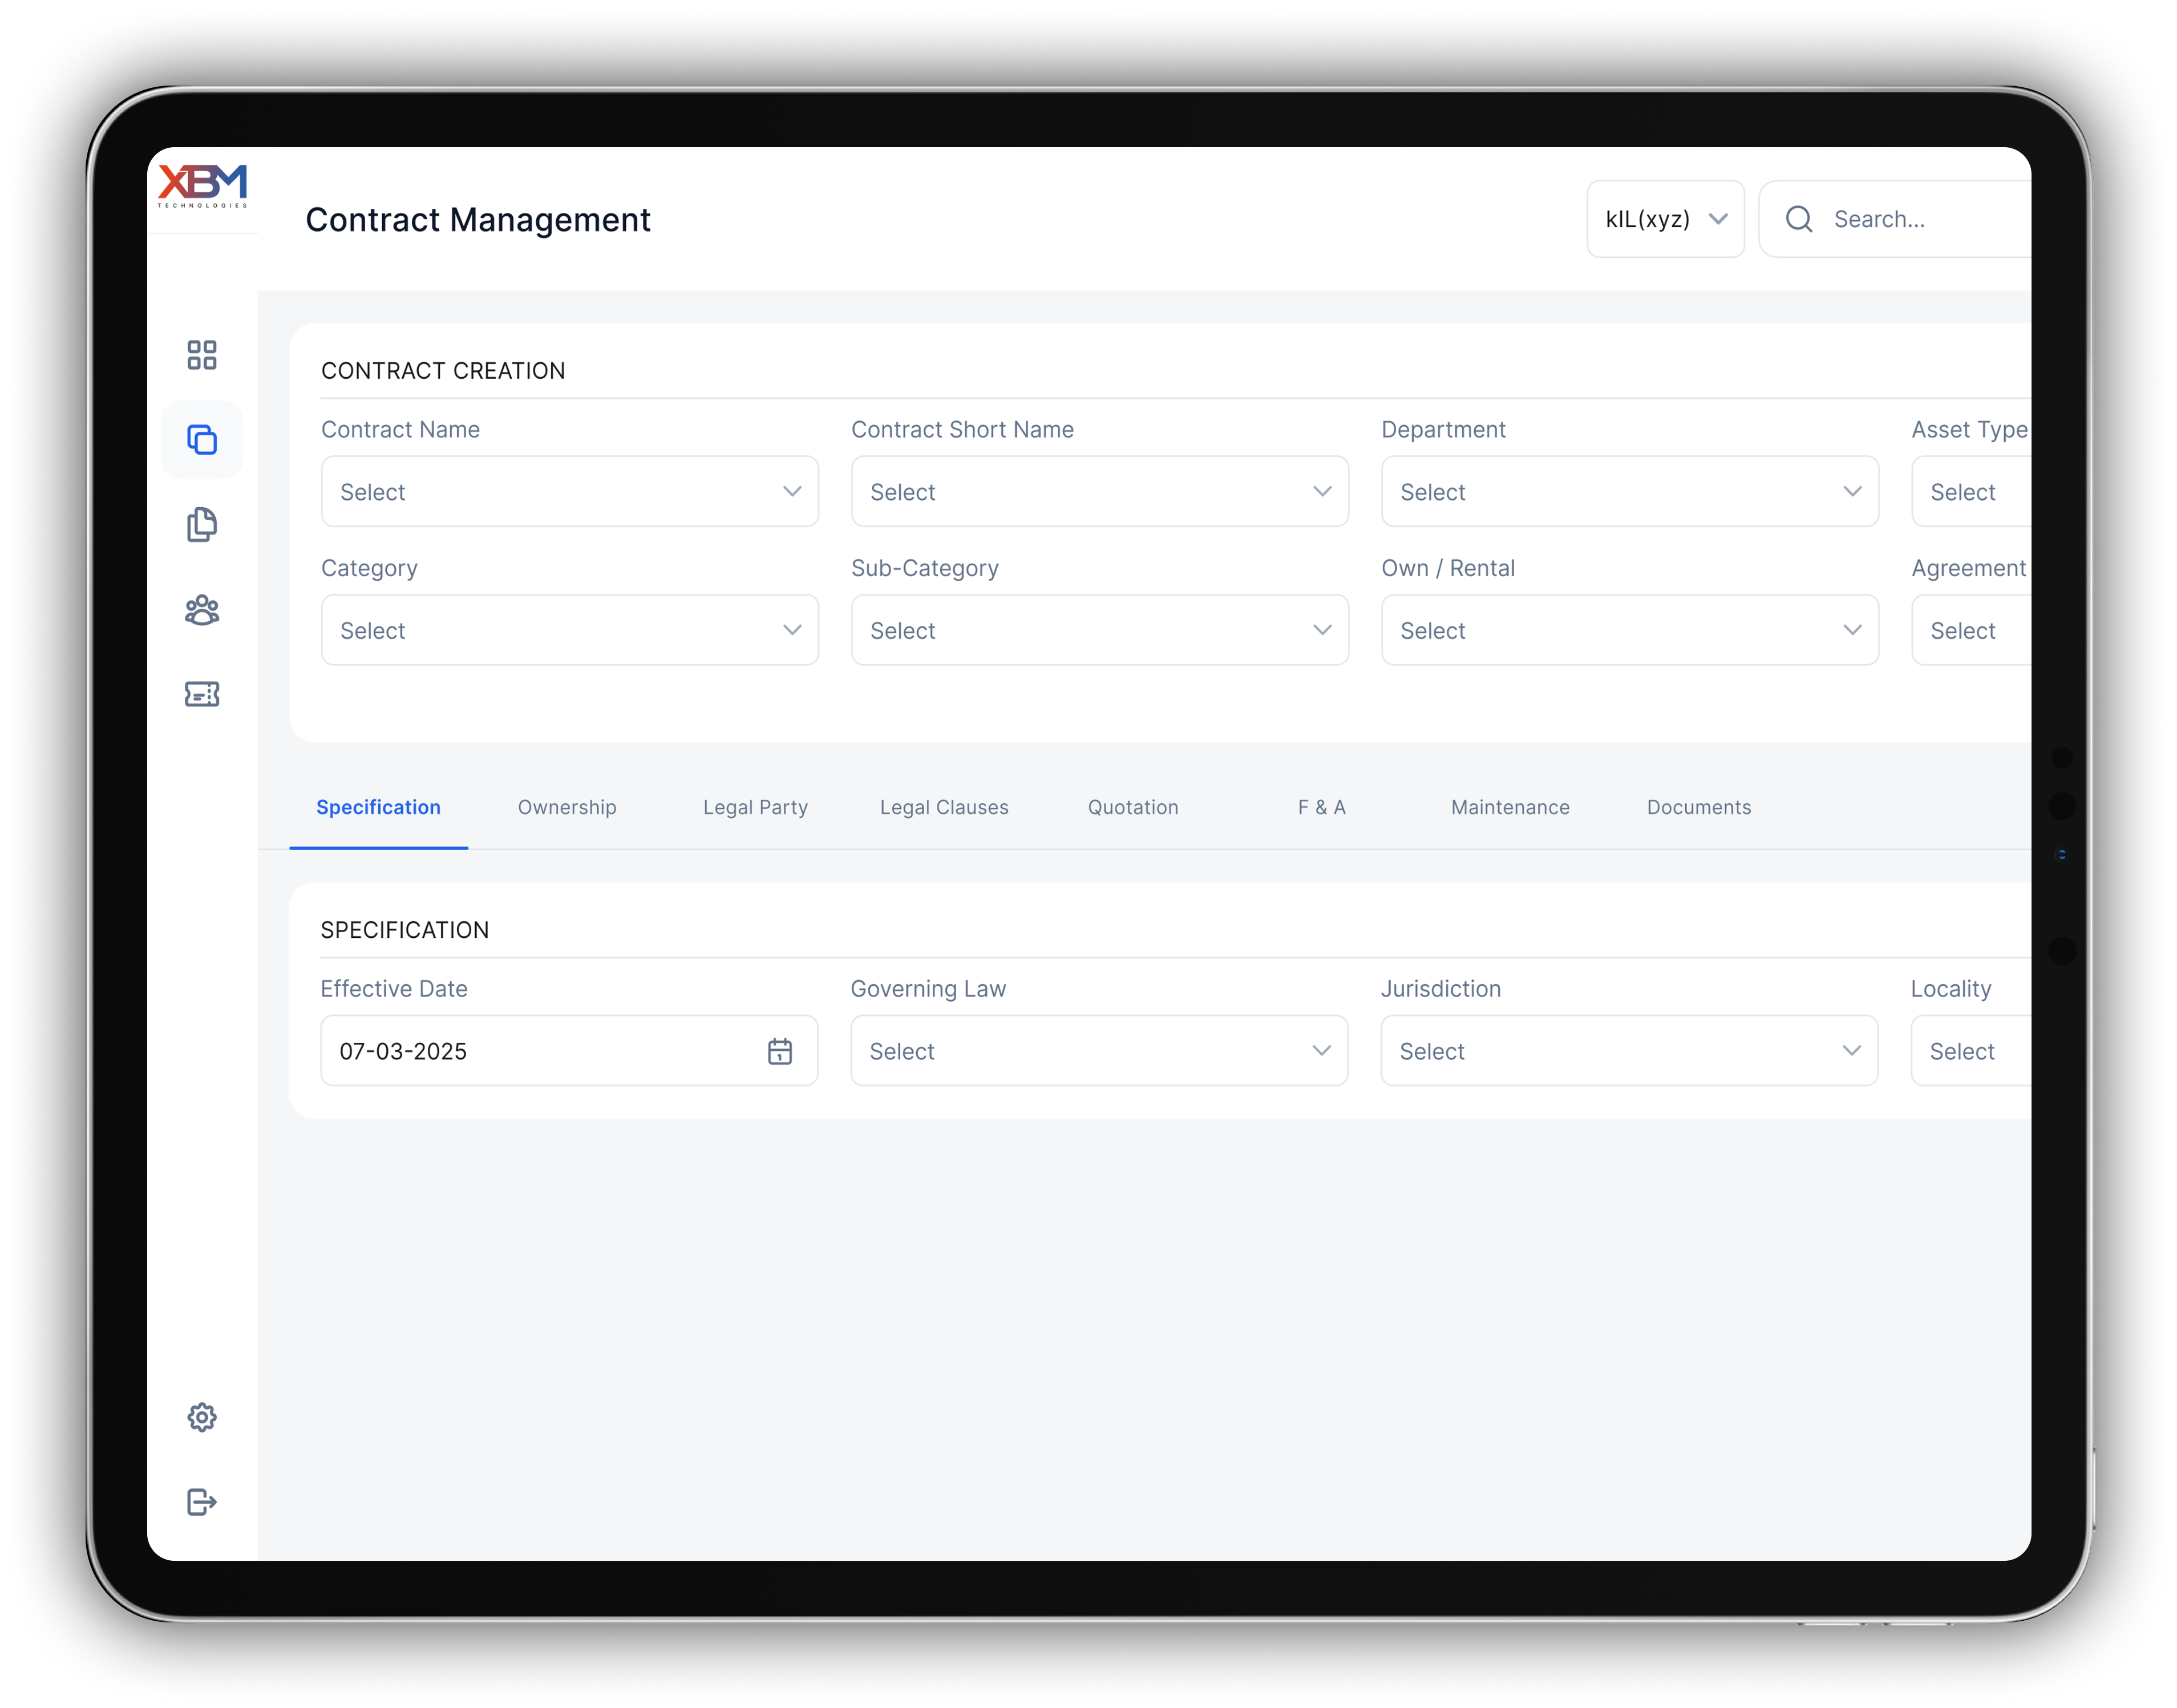 XBM
TECHNOLOGIES
Contract Management
kIL(xyz)
Search...
CONTRACT CREATION
Contract Name Contract Short Name Department Asset Type
Select Select Select Select
Category Sub-Category Own / Rental Agreement
Select Select Select Select
Specification Ownership Legal Party Legal Clauses Quotation F & A Maintenance Documents
SPECIFICATION
Effective Date Governing Law Jurisdiction Locality
07-03-2025 Select Select Select